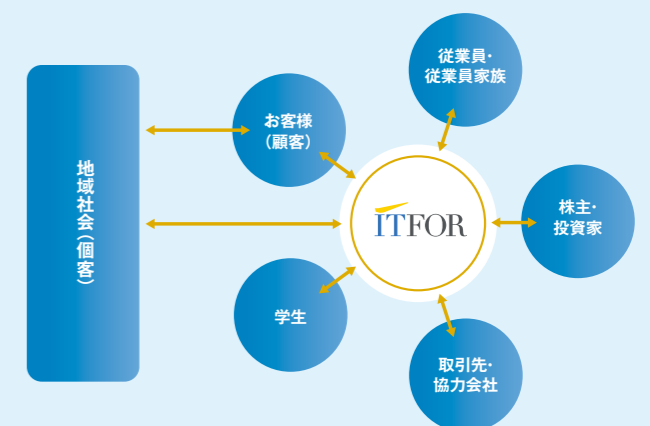 従業員・
従業員家族
お客様
（顧客）
地域社会（個客）
ITFOR
株主・
投資家
学生
取引先・
協力会社